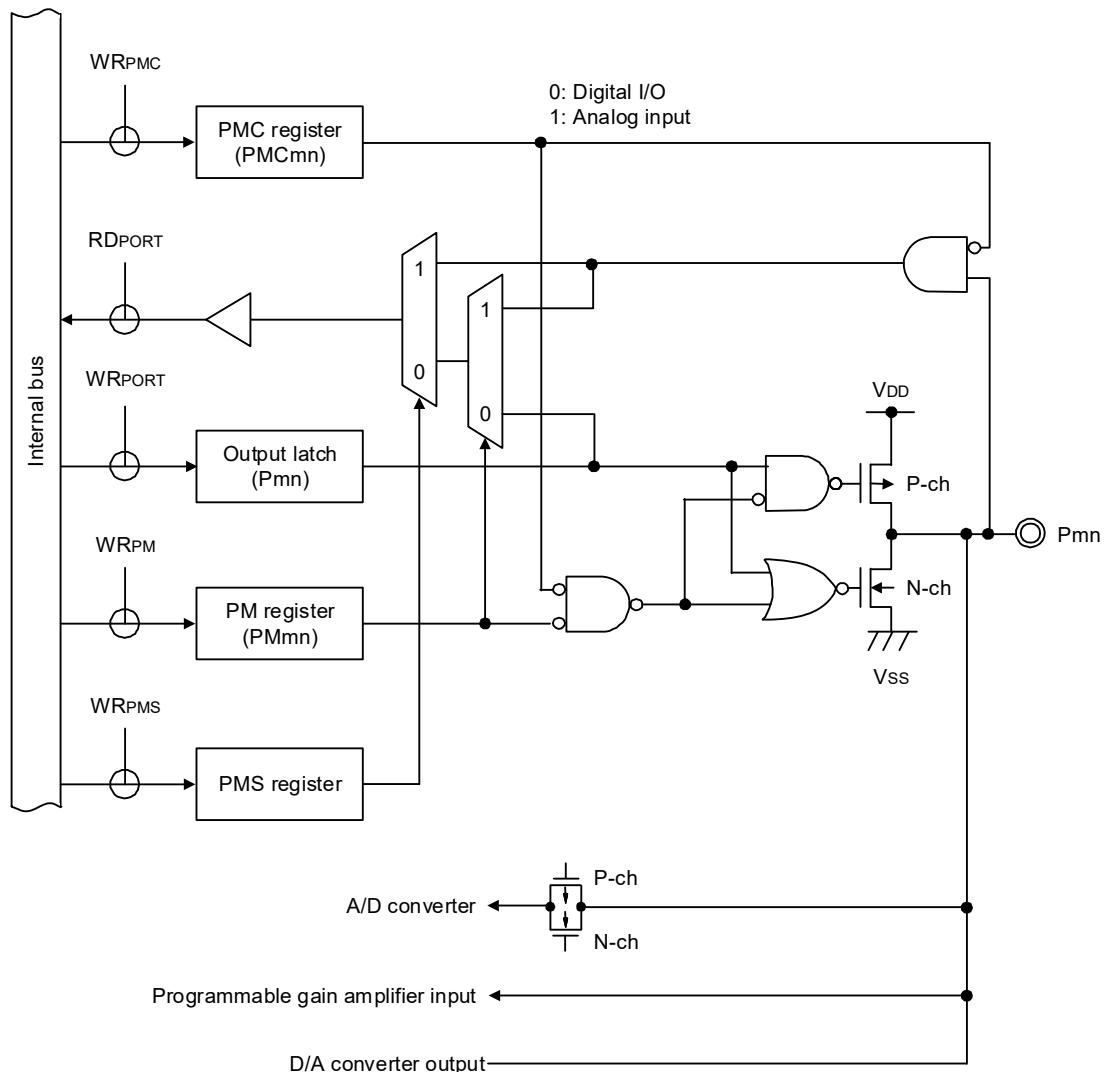 WRPMC
0: Digital I/O
1: Analog input
PMC register
(PMCmn)
RDPORT
1
1
Internal bus
0
WRPORT
0
VDD
Output latch
(Pmn)
P-ch
Pmn
WRPM
N-ch
PM register
(PMmn)
VSS
WRPMS
PMS register
P-ch
A/D converter
N-ch
Programmable gain amplifier input
D/A converter output